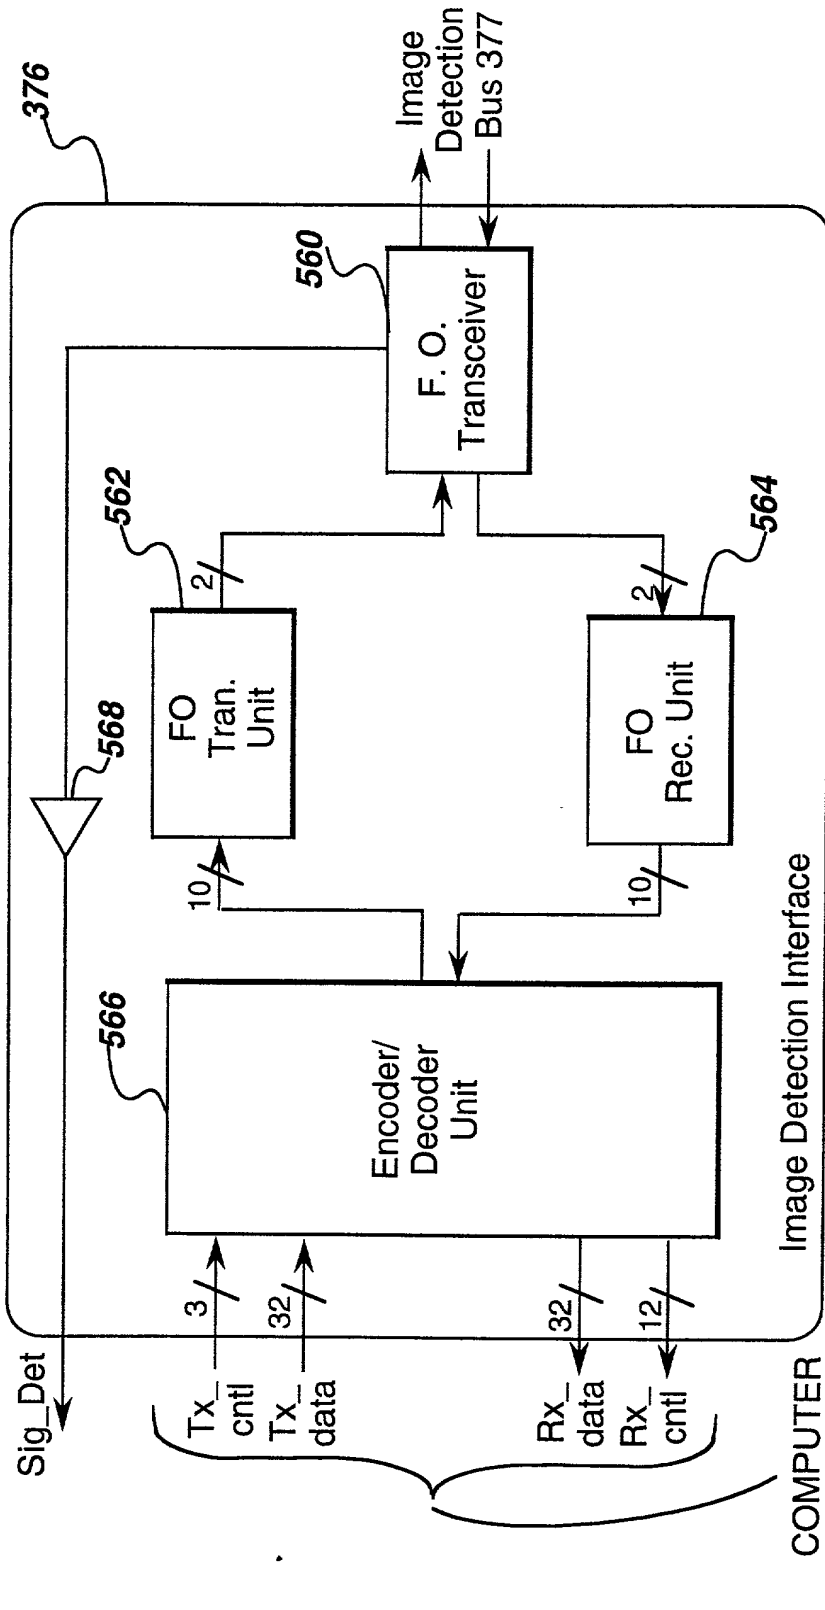 376
Image
Detection
Bus 377
560
F. O.
Transceiver
562
2
564
2
568
FO
Tran.
Unit
FO
Rec. Unit
10
10
566
Encoder/
Decoder
Unit
Image Detection Interface
3
32
32
12
Sig_Det
Tx_
cntl
Tx_
data
Rx_
data
Rx_
cntl
COMPUTER